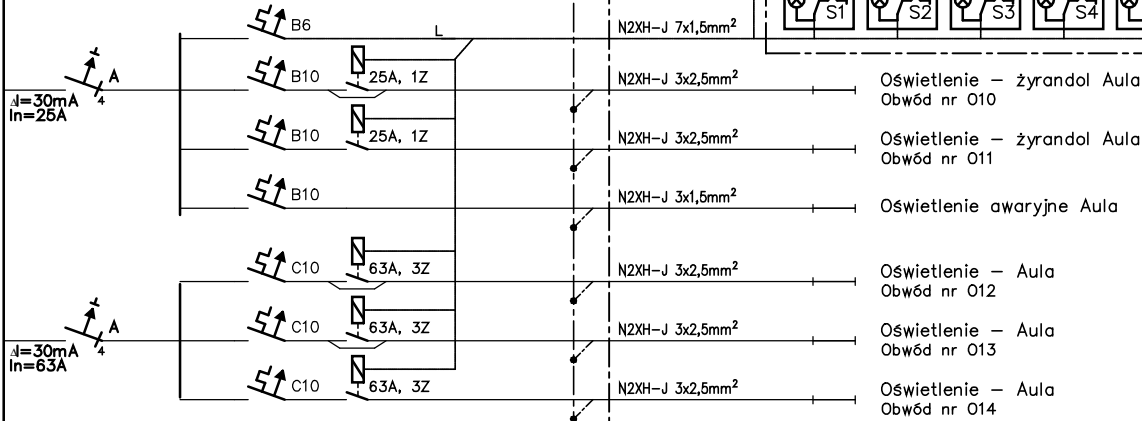 S1 S2 S3 S4
B6 L N2XH-J 7x1,5mm²
A 4
ΔI=30mA
In=25A
B10 25A, 1Z N2XH-J 3x2,5mm² Oświetlenie – żyrandol Aula
Obwód nr O10
B10 25A, 1Z N2XH-J 3x2,5mm² Oświetlenie – żyrandol Aula
Obwód nr O11
B10 N2XH-J 3x1,5mm² Oświetlenie awaryjne Aula
C10 63A, 3Z N2XH-J 3x2,5mm² Oświetlenie – Aula
Obwód nr O12
A 4
ΔI=30mA
In=63A
C10 63A, 3Z N2XH-J 3x2,5mm² Oświetlenie – Aula
Obwód nr O13
C10 63A, 3Z N2XH-J 3x2,5mm² Oświetlenie – Aula
Obwód nr O14